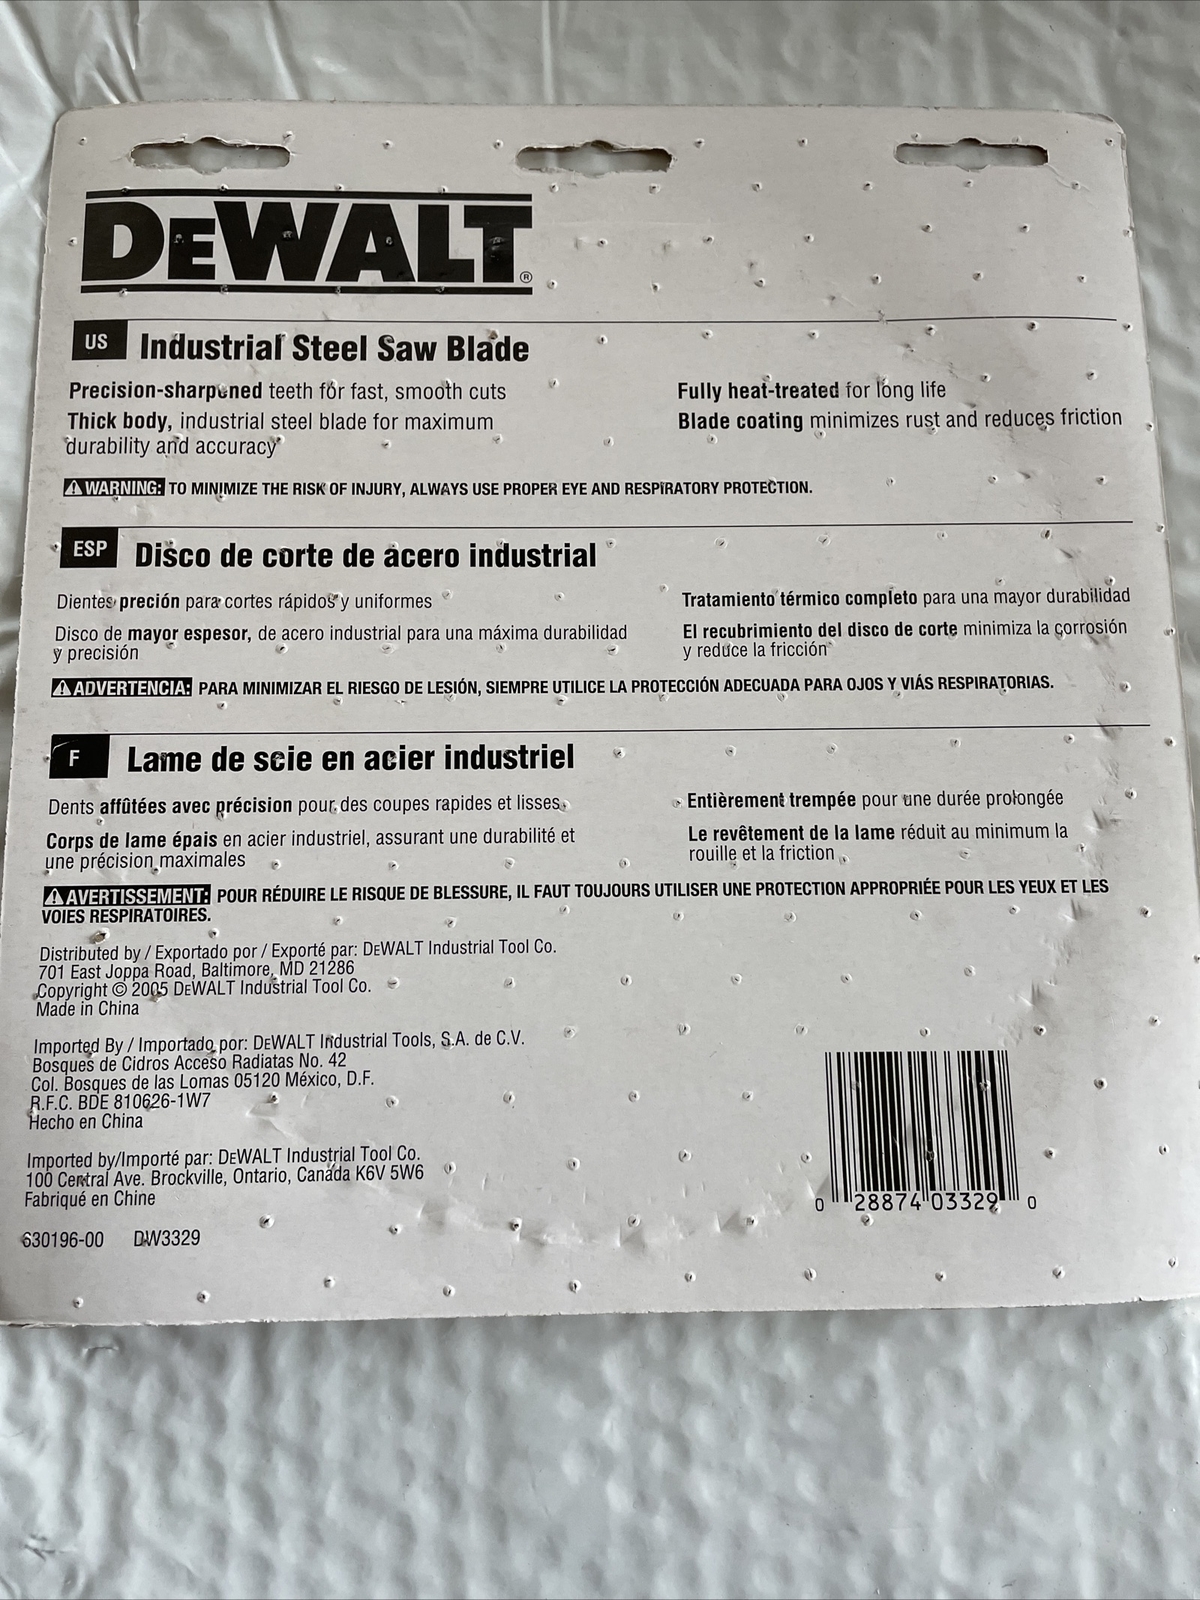 DEWALT®
US Industrial Steel Saw Blade
Precision-sharpened teeth for fast, smooth cuts
Thick body, industrial steel blade for maximum
durability and accuracy
Fully heat-treated for long life
Blade coating minimizes rust and reduces friction
⚠ WARNING: TO MINIMIZE THE RISK OF INJURY, ALWAYS USE PROPER EYE AND RESPIRATORY PROTECTION.
ESP Disco de corte de acero industrial
Dientes preción para cortes rápidos y uniformes
Disco de mayor espesor, de acero industrial para una máxima durabilidad
y precisión
Tratamiento térmico completo para una mayor durabilidad
El recubrimiento del disco de corte minimiza la corrosión
y reduce la fricción
⚠ ADVERTENCIA: PARA MINIMIZAR EL RIESGO DE LESIÓN, SIEMPRE UTILICE LA PROTECCIÓN ADECUADA PARA OJOS Y VIÁS RESPIRATORIAS.
F Lame de scie en acier industriel
Dents affûtées avec précision pour des coupes rapides et lisses
Corps de lame épais en acier industriel, assurant une durabilité et
une précision maximales
Entièrement trempée pour une durée prolongée
Le revêtement de la lame réduit au minimum la
rouille et la friction
⚠ AVERTISSEMENT: POUR RÉDUIRE LE RISQUE DE BLESSURE, IL FAUT TOUJOURS UTILISER UNE PROTECTION APPROPRIÉE POUR LES YEUX ET LES
VOIES RESPIRATOIRES.
Distributed by / Exportado por / Exporté par: DEWALT Industrial Tool Co.
701 East Joppa Road, Baltimore, MD 21286
Copyright © 2005 DEWALT Industrial Tool Co.
Made in China
Imported By / Importado por: DEWALT Industrial Tools, S.A. de C.V.
Bosques de Cidros Acceso Radiatas No. 42
Col. Bosques de las Lomas 05120 México, D.F.
R.F.C. BDE 810626-1W7
Hecho en China
Imported by/Importé par: DEWALT Industrial Tool Co.
100 Central Ave. Brockville, Ontario, Canada K6V 5W6
Fabriqué en Chine
0 28874 03329 0
630196-00 DW3329